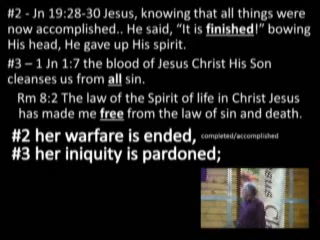 #2 - Jn 19:28-30 Jesus, knowing that all things were
now accomplished.. He said, “It is finished!” bowing
His head, He gave up His spirit.
#3 – 1 Jn 1:7 the blood of Jesus Christ His Son
cleanses us from all sin.
Rm 8:2 The law of the Spirit of life in Christ Jesus
has made me free from the law of sin and death.
#2 her warfare is ended, completed/accomplished
#3 her iniquity is pardoned;